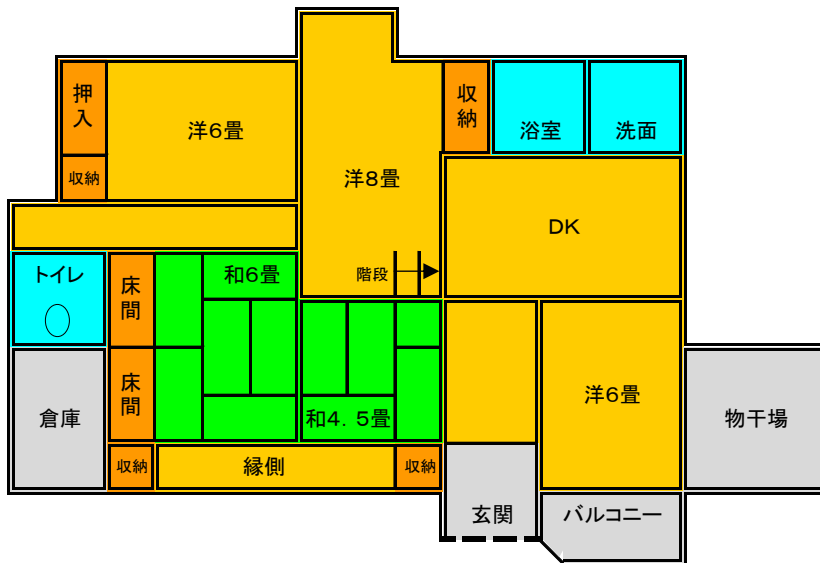 押入
収納
浴室
洗面
洋6畳
収納
洋8畳
DK
トイレ
床間
和6畳
階段
床間
倉庫
和4．5畳
洋6畳
物干場
収納
縁側
収納
玄関
バルコニー